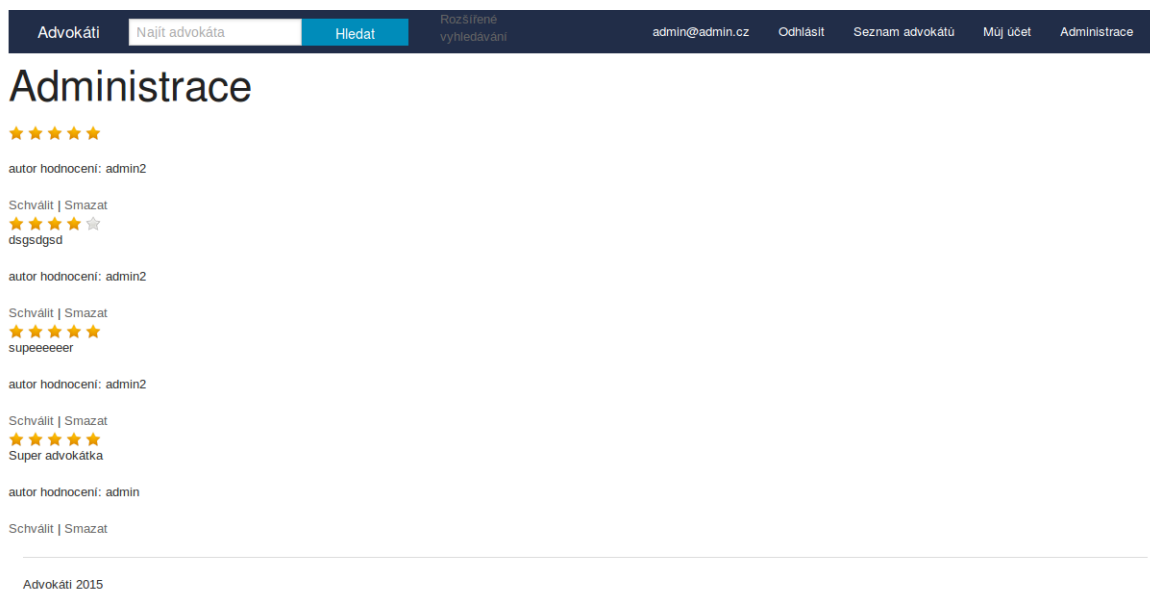 Advokáti Najít advokáta Hledat Rozšířené vyhledávání admin@admin.cz Odhlásit Seznam advokátů Můj účet Administrace
Administrace
autor hodnocení: admin2
Schválit | Smazat
dsgsdgsd
autor hodnocení: admin2
Schválit | Smazat
supeeeeeer
autor hodnocení: admin2
Schválit | Smazat
Super advokátka
autor hodnocení: admin
Schválit | Smazat
Advokáti 2015